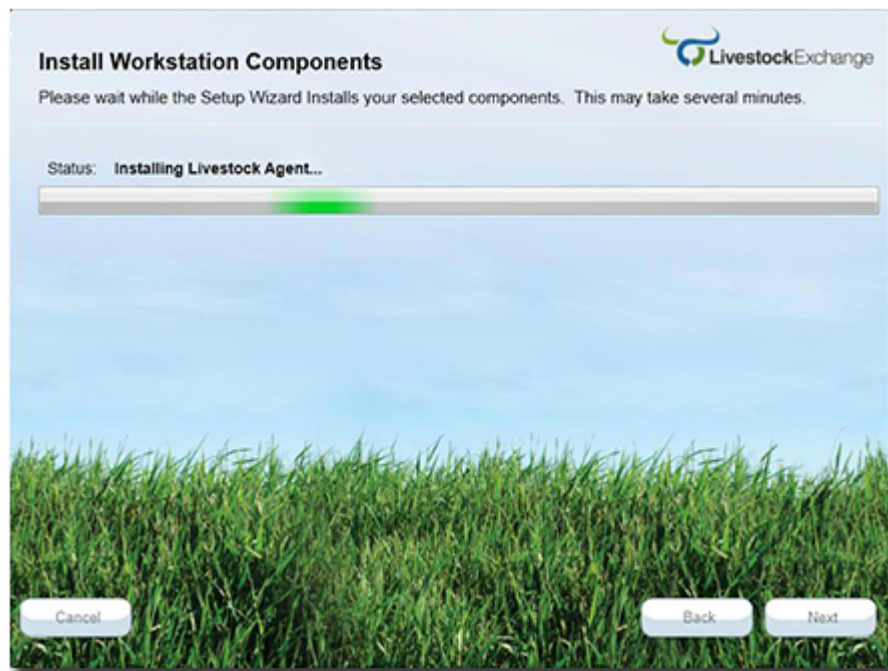 LivestockExchange
Install Workstation Components
Please wait while the Setup Wizard Installs your selected components. This may take several minutes.
Status: Installing Livestock Agent...
Cancel
Back
Next